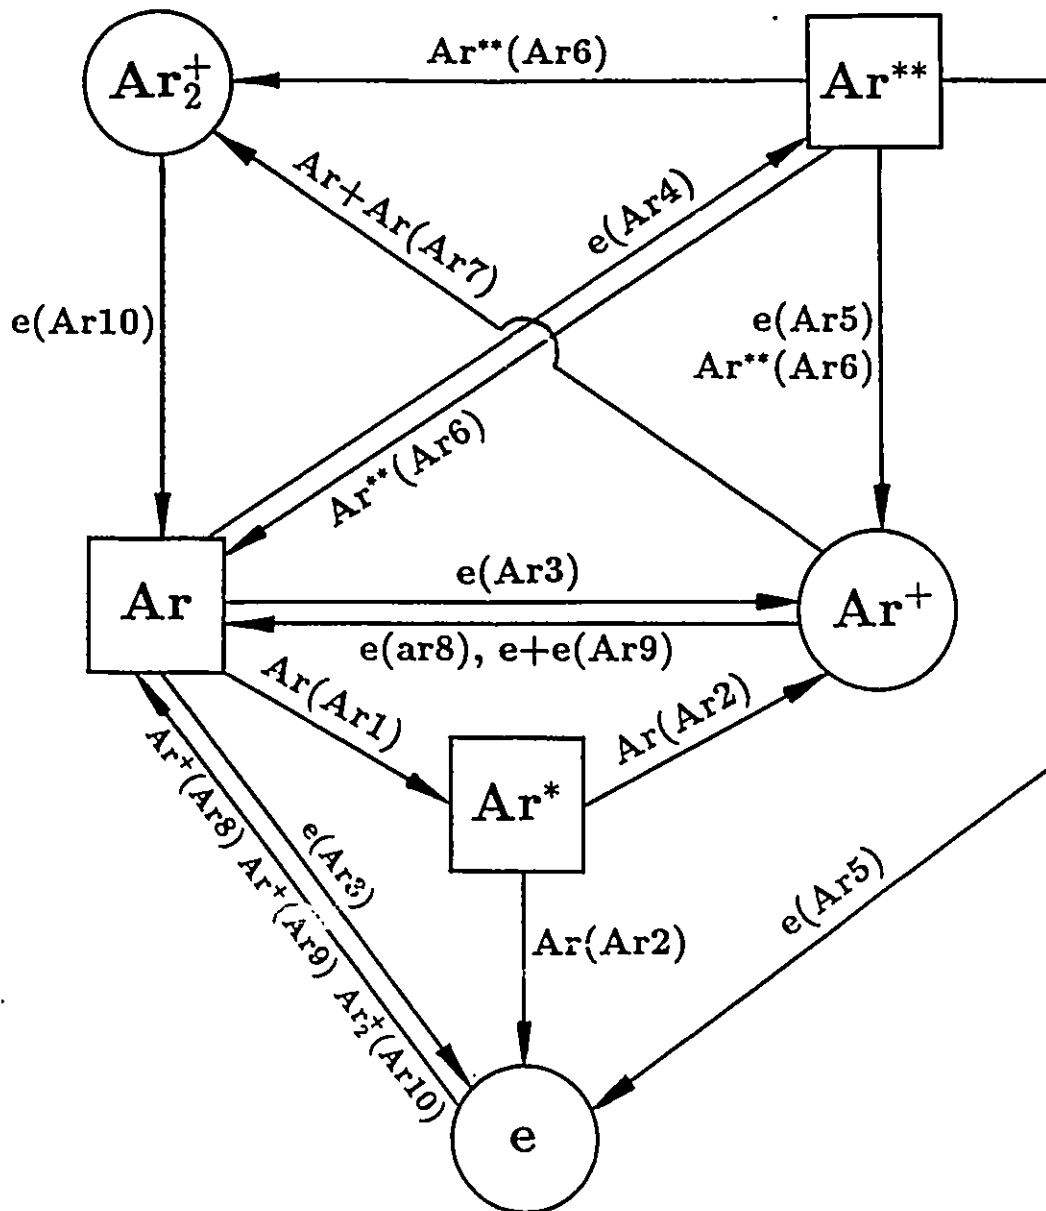 Ar₂⁺
Ar**(Ar6)
Ar**
Ar+Ar(Ar7)
e(Ar4)
e(Ar10)
e(Ar5)
Ar**(Ar6)
Ar**(Ar6)
Ar
e(Ar3)
Ar⁺
e(ar8), e+e(Ar9)
Ar(Ar1)
Ar(Ar2)
Ar*
Ar⁺(Ar8) Ar⁺(Ar9) Ar₂⁺(Ar10)
e(Ar3)
Ar(Ar2)
e(Ar5)
e